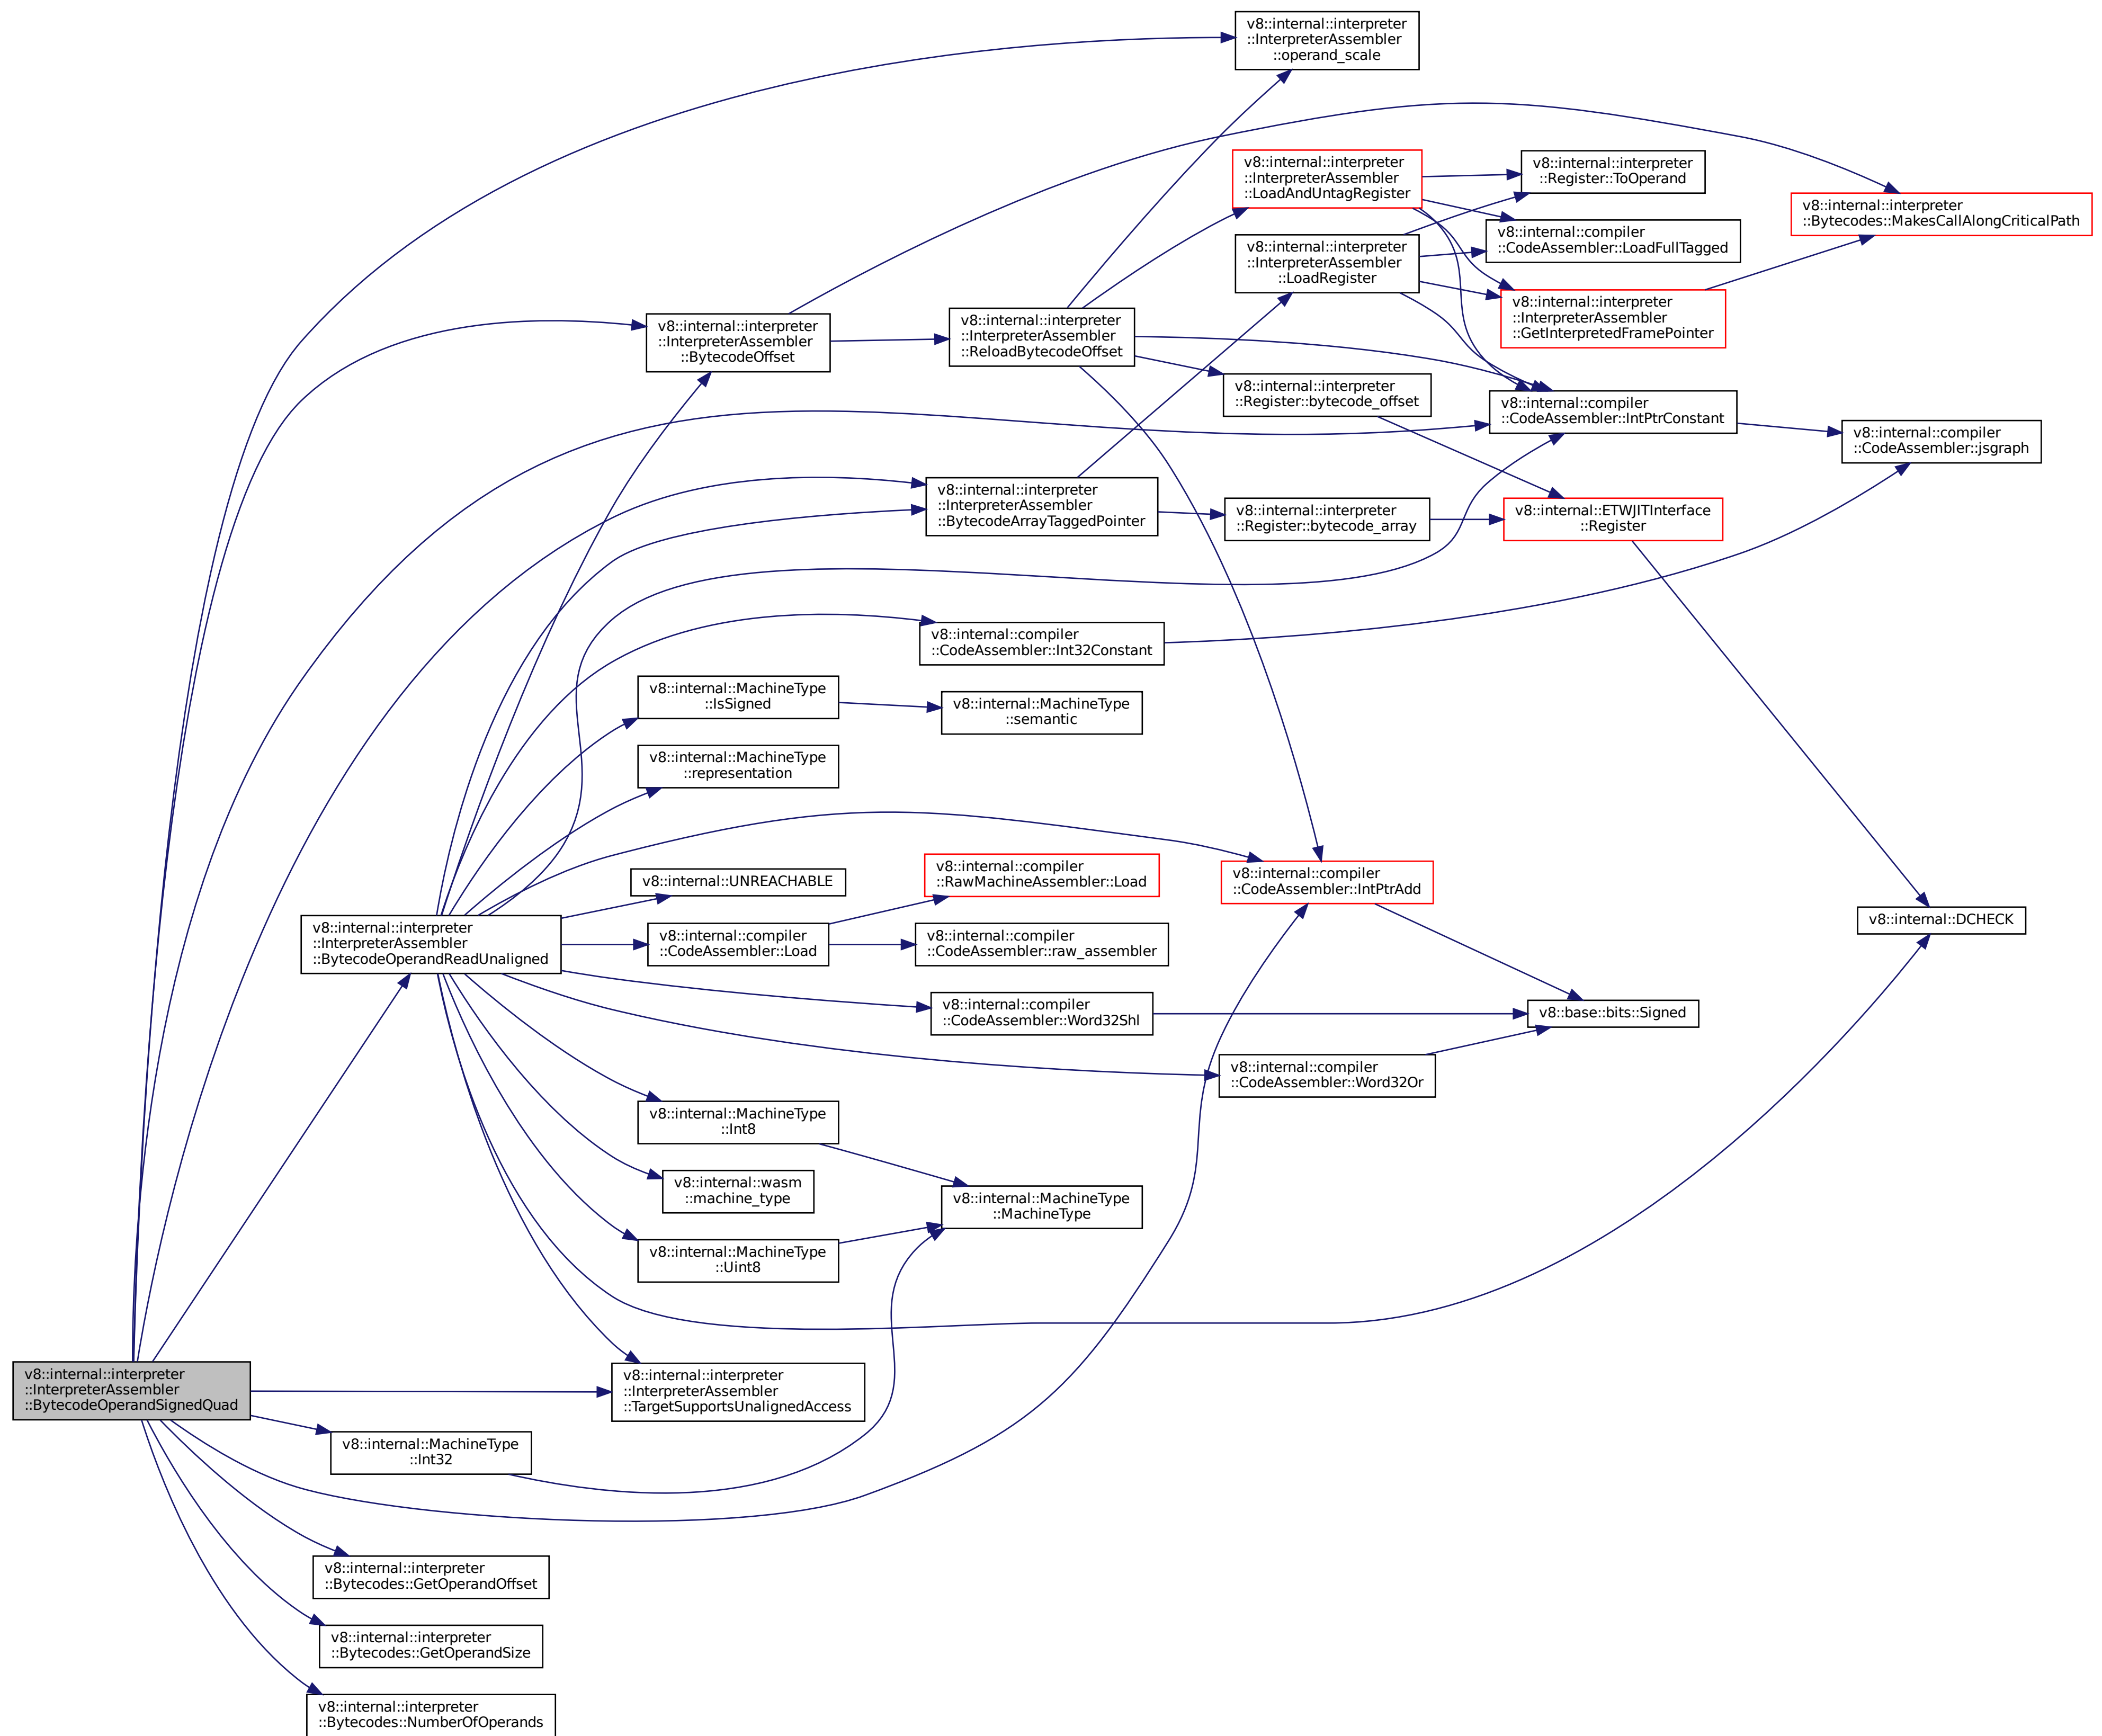 v8::internal::interpreter
::InterpreterAssembler
::operand_scale
v8::internal::interpreter
::InterpreterAssembler
::LoadAndUntagRegister
v8::internal::interpreter
::Register::ToOperand
v8::internal::interpreter
::Bytecodes::MakesCallAlongCriticalPath
v8::internal::compiler
::CodeAssembler::LoadFullTagged
v8::internal::interpreter
::InterpreterAssembler
::LoadRegister
v8::internal::interpreter
::InterpreterAssembler
::GetInterpretedFramePointer
v8::internal::interpreter
::InterpreterAssembler
::BytecodeOffset
v8::internal::interpreter
::InterpreterAssembler
::ReloadBytecodeOffset
v8::internal::interpreter
::Register::bytecode_offset
v8::internal::compiler
::CodeAssembler::IntPtrConstant
v8::internal::compiler
::CodeAssembler::jsgraph
v8::internal::interpreter
::InterpreterAssembler
::BytecodeArrayTaggedPointer
v8::internal::interpreter
::Register::bytecode_array
v8::internal::ETWJITInterface
::Register
v8::internal::compiler
::CodeAssembler::Int32Constant
v8::internal::MachineType
::IsSigned
v8::internal::MachineType
::semantic
v8::internal::MachineType
::representation
v8::internal::UNREACHABLE
v8::internal::compiler
::RawMachineAssembler::Load
v8::internal::compiler
::CodeAssembler::IntPtrAdd
v8::internal::DCHECK
v8::internal::interpreter
::InterpreterAssembler
::BytecodeOperandReadUnaligned
v8::internal::compiler
::CodeAssembler::Load
v8::internal::compiler
::CodeAssembler::raw_assembler
v8::internal::compiler
::CodeAssembler::Word32Shl
v8::base::bits::Signed
v8::internal::compiler
::CodeAssembler::Word32Or
v8::internal::MachineType
::Int8
v8::internal::wasm
::machine_type
v8::internal::MachineType
::MachineType
v8::internal::MachineType
::Uint8
v8::internal::interpreter
::InterpreterAssembler
::BytecodeOperandSignedQuad
v8::internal::interpreter
::InterpreterAssembler
::TargetSupportsUnalignedAccess
v8::internal::MachineType
::Int32
v8::internal::interpreter
::Bytecodes::GetOperandOffset
v8::internal::interpreter
::Bytecodes::GetOperandSize
v8::internal::interpreter
::Bytecodes::NumberOfOperands